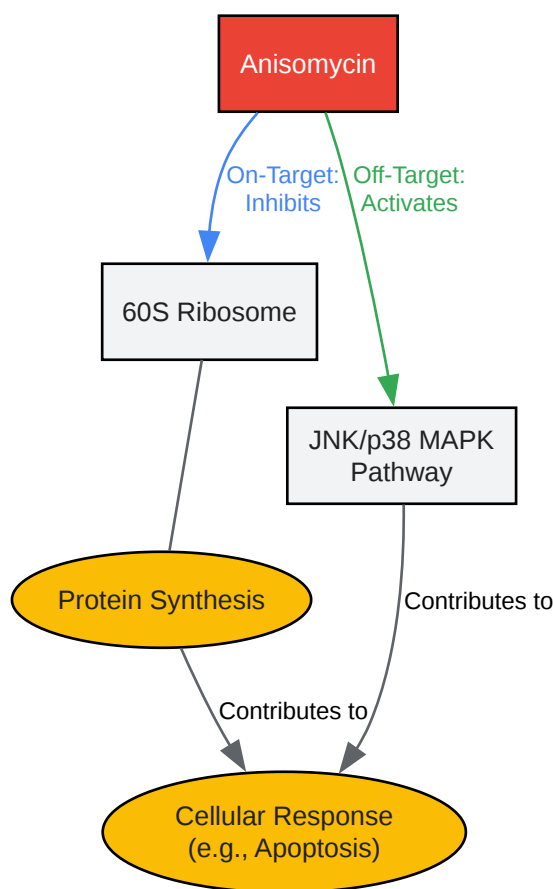 Anisomycin
On-Target:
Inhibits
Off-Target:
Activates
60S Ribosome
JNK/p38 MAPK
Pathway
Protein Synthesis
Contributes to
Contributes to
Cellular Response
(e.g., Apoptosis)